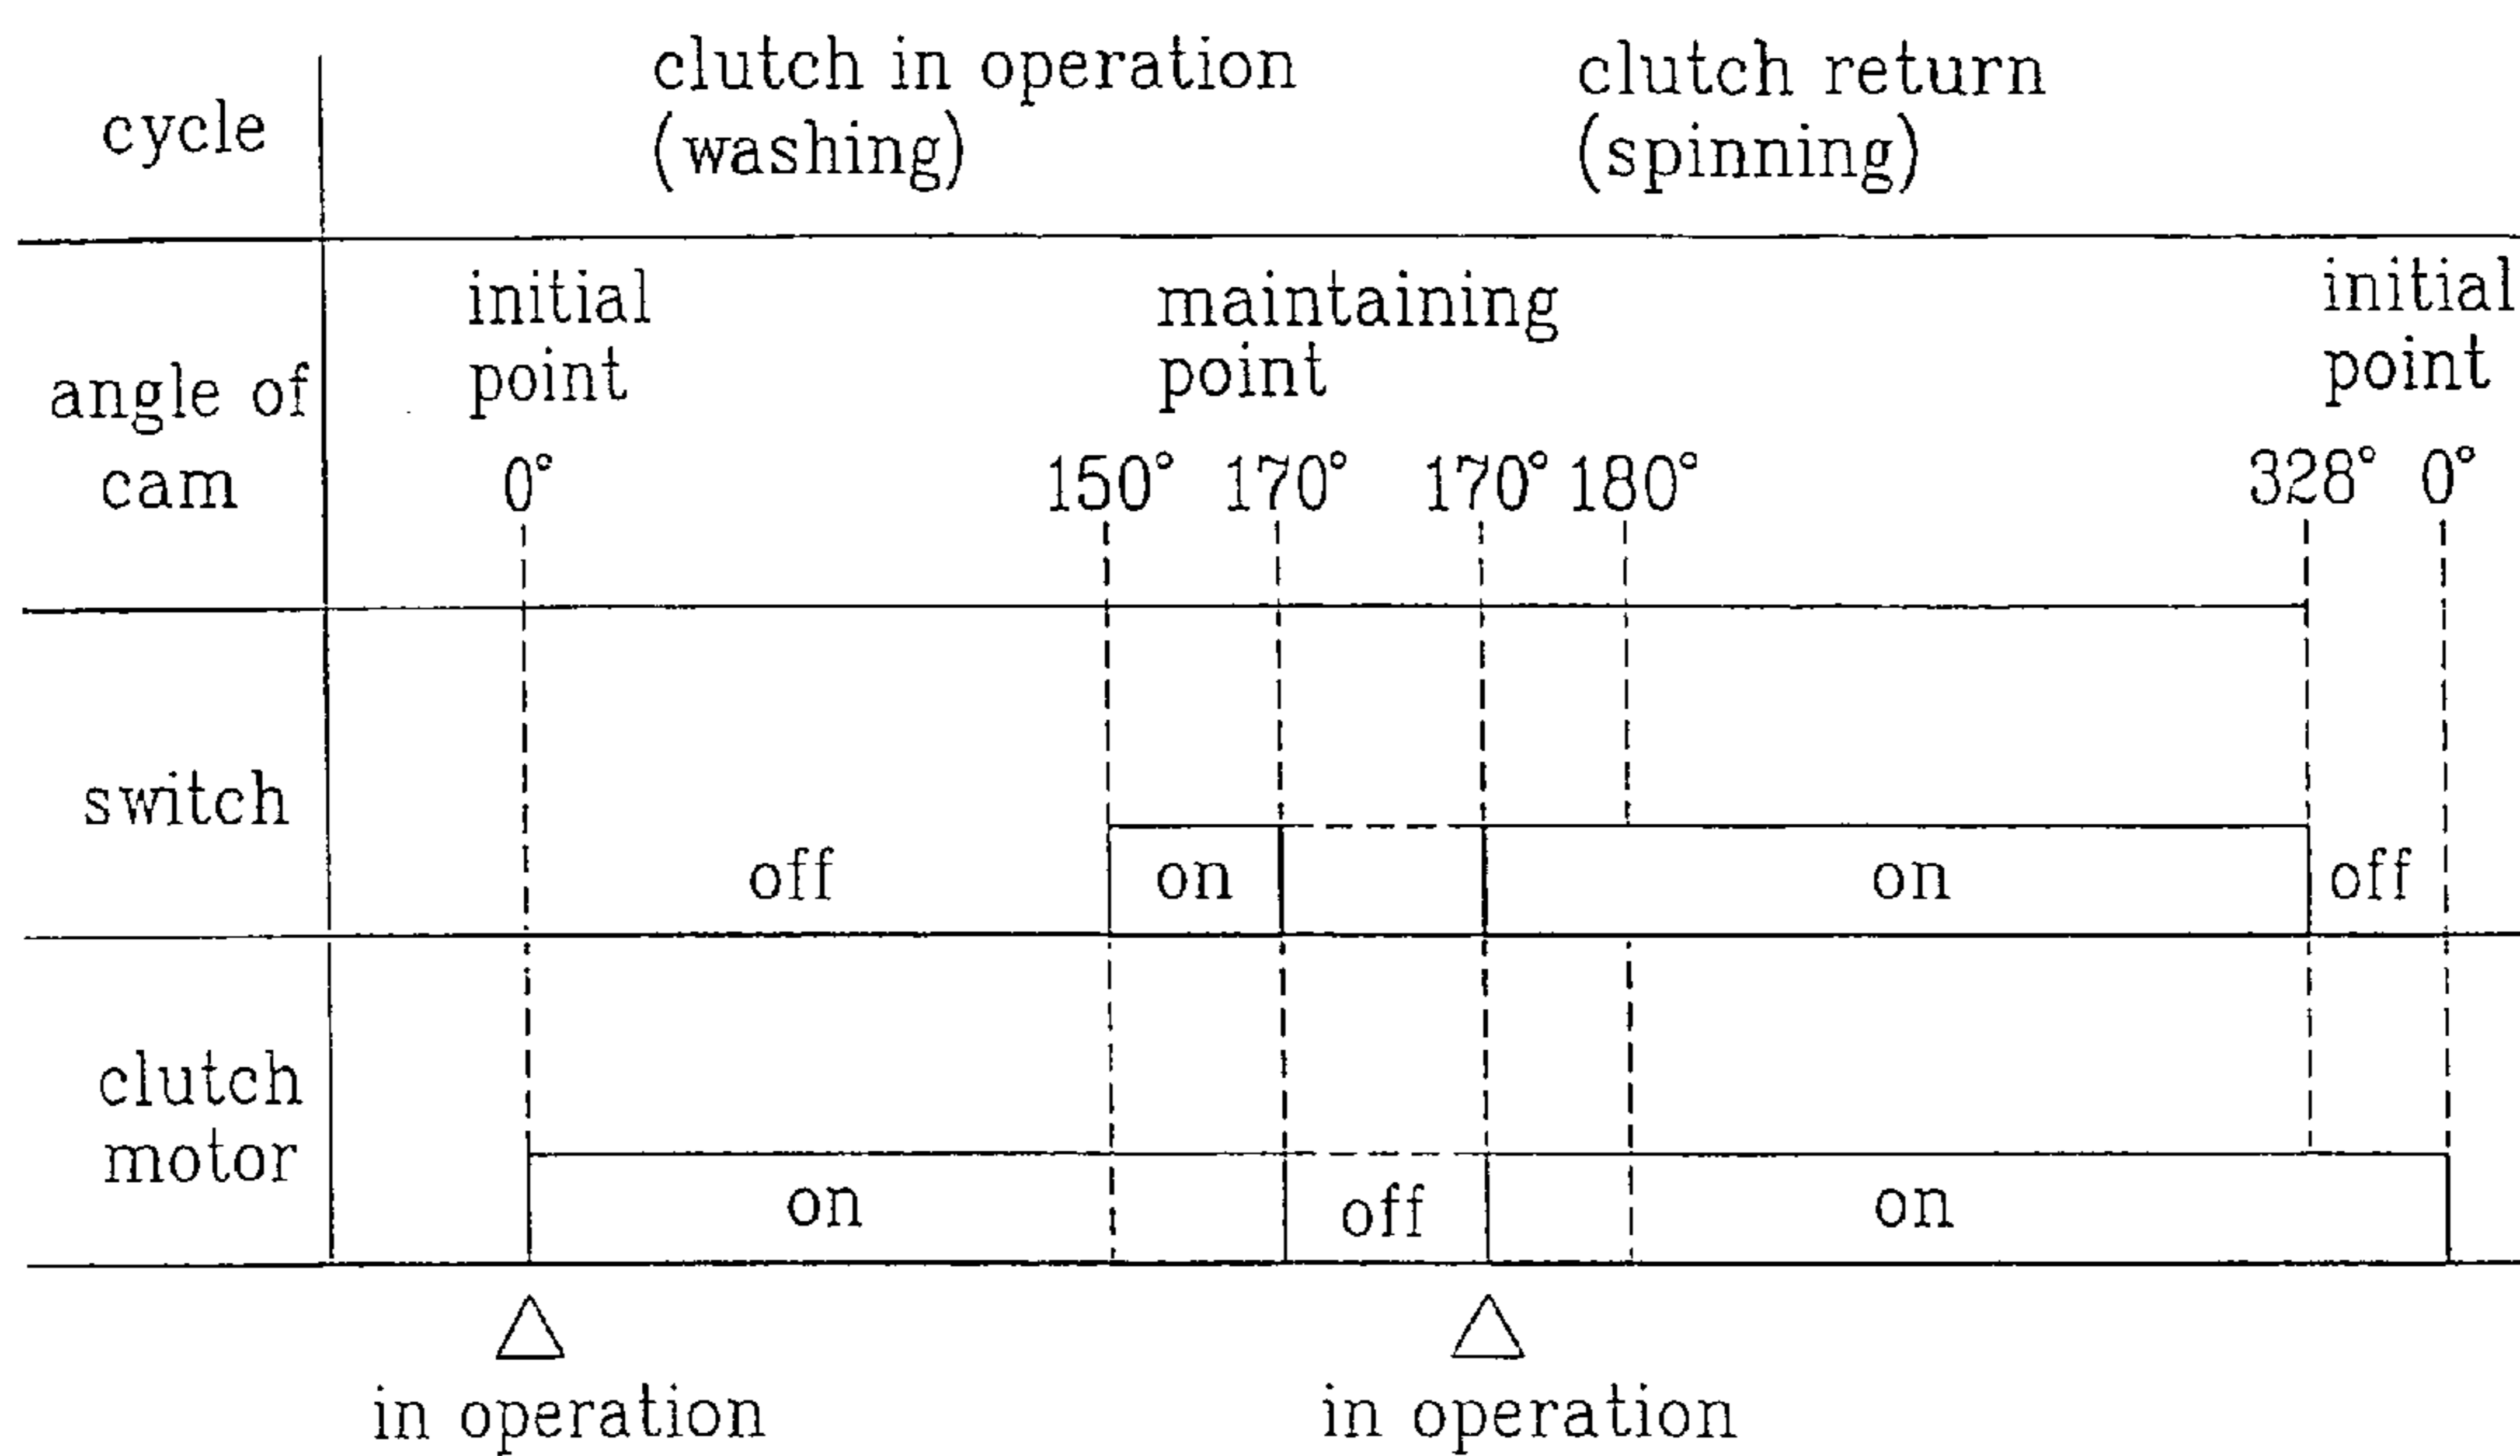 cycle
clutch in operation
(washing)
clutch return
(spinning)
angle of
cam
initial
point
maintaining
point
initial
point
0° 150° 170° 170° 180° 328° 0°
switch
off on on off
clutch
motor
on off on
in operation in operation